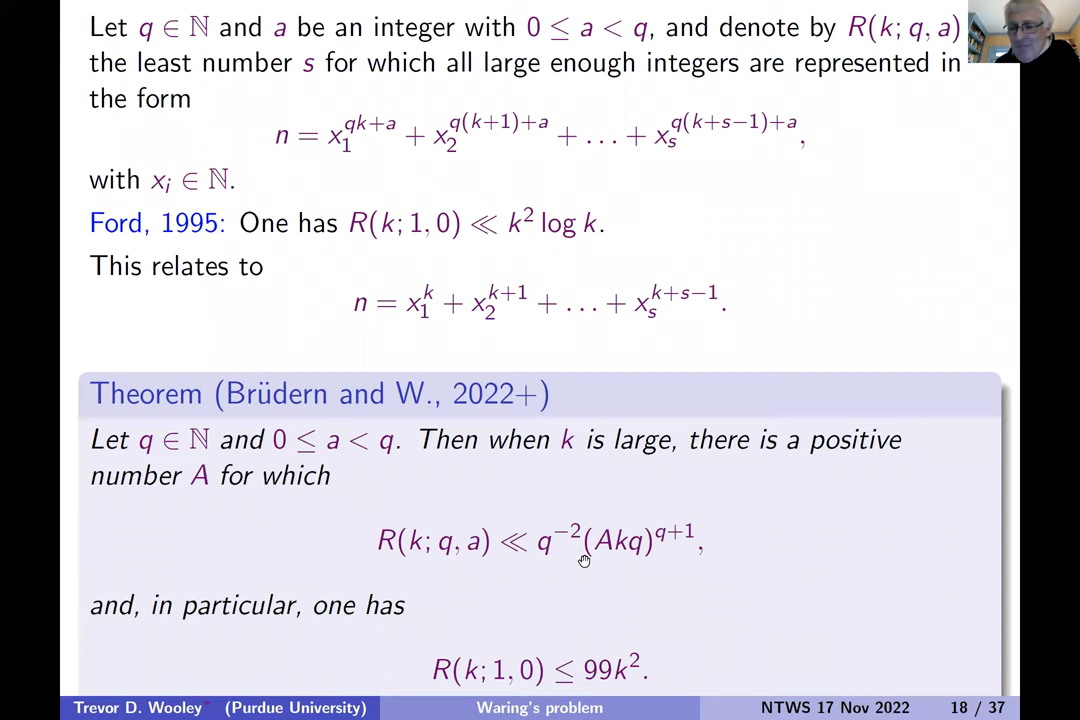 Let q ∈ ℕ and a be an integer with 0 ≤ a < q, and denote by R(k; q, a)
the least number s for which all large enough integers are represented in
the form
n = x_1^{qk+a} + x_2^{q(k+1)+a} + … + x_s^{q(k+s−1)+a},
with x_i ∈ ℕ.
Ford, 1995: One has R(k; 1, 0) ≪ k^2 log k.
This relates to
n = x_1^k + x_2^{k+1} + … + x_s^{k+s−1}.
Theorem (Brüdern and W., 2022+)
Let q ∈ ℕ and 0 ≤ a < q. Then when k is large, there is a positive
number A for which
R(k; q, a) ≪ q^{−2}(Akq)^{q+1},
and, in particular, one has
R(k; 1, 0) ≤ 99k^2.
Trevor D. Wooley* (Purdue University) Waring's problem NTWS 17 Nov 2022 18 / 37